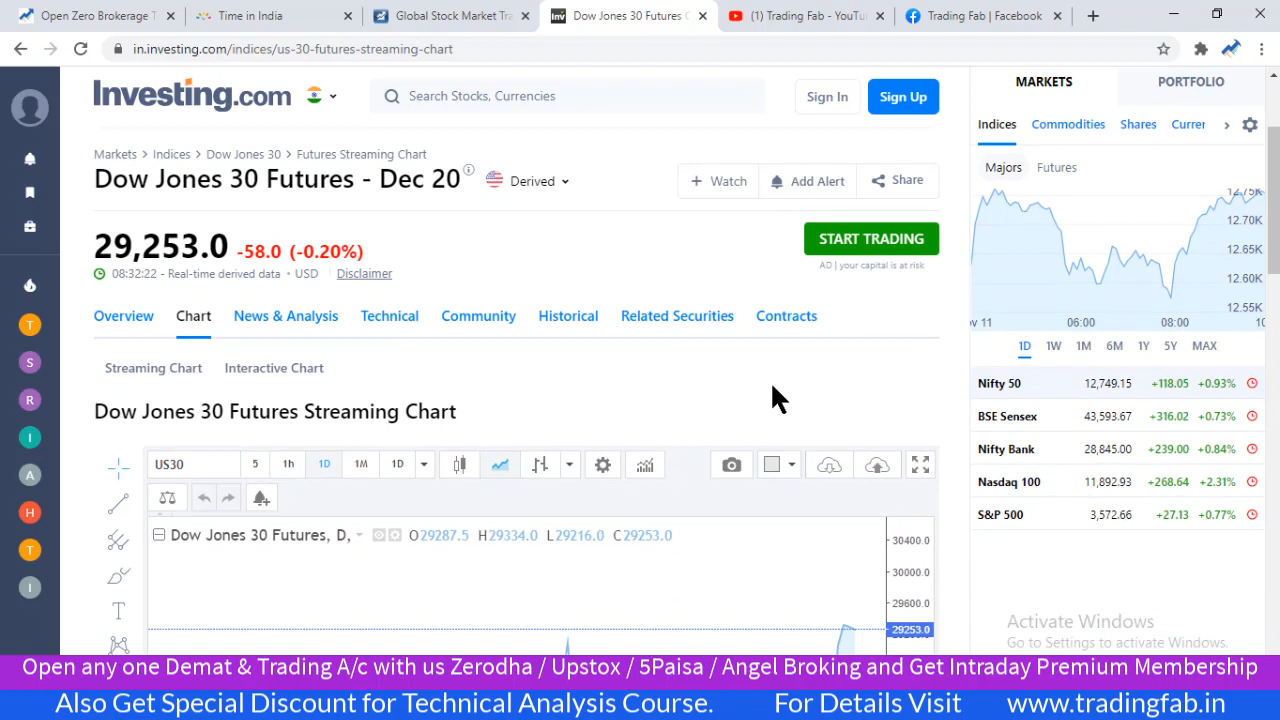 Open Zero Brokerage T
Time in India
Global Stock Market Tra
Inv Dow Jones 30 Futures C
(1) Trading Fab - YouTu
Trading Fab | Facebook
in.investing.com/indices/us-30-futures-streaming-chart
Investing.com
Search Stocks, Currencies
Sign In
Sign Up
Markets > Indices > Dow Jones 30 > Futures Streaming Chart
Dow Jones 30 Futures - Dec 20
Derived
Watch
Add Alert
Share
29,253.0 -58.0 (-0.20%)
START TRADING
08:32:22 - Real-time derived data • USD Disclaimer
AD | your capital is at risk
Overview Chart News & Analysis Technical Community Historical Related Securities Contracts
Streaming Chart Interactive Chart
Dow Jones 30 Futures Streaming Chart
US30 5 1h 1D 1M 1D
Dow Jones 30 Futures, D, O29287.5 H29334.0 L29216.0 C29253.0
30400.0
30000.0
29600.0
29253.0
T
S
R
I
A
H
T
I
T
MARKETS PORTFOLIO
Indices Commodities Shares Curre
Majors Futures
12.75K
12.70K
12.65K
12.60K
12.55K
ov 11 06:00 08:00 10
1D 1W 1M 6M 1Y 5Y MAX
Nifty 50 12,749.15 +118.05 +0.93%
BSE Sensex 43,593.67 +316.02 +0.73%
Nifty Bank 28,845.00 +239.00 +0.84%
Nasdaq 100 11,892.93 +268.64 +2.31%
S&P 500 3,572.66 +27.13 +0.77%
Activate Windows
Go to Settings to activate Windows.
Open any one Demat & Trading A/c with us Zerodha / Upstox / 5Paisa / Angel Broking and Get Intraday Premium Membership
Also Get Special Discount for Technical Analysis Course. For Details Visit www.tradingfab.in